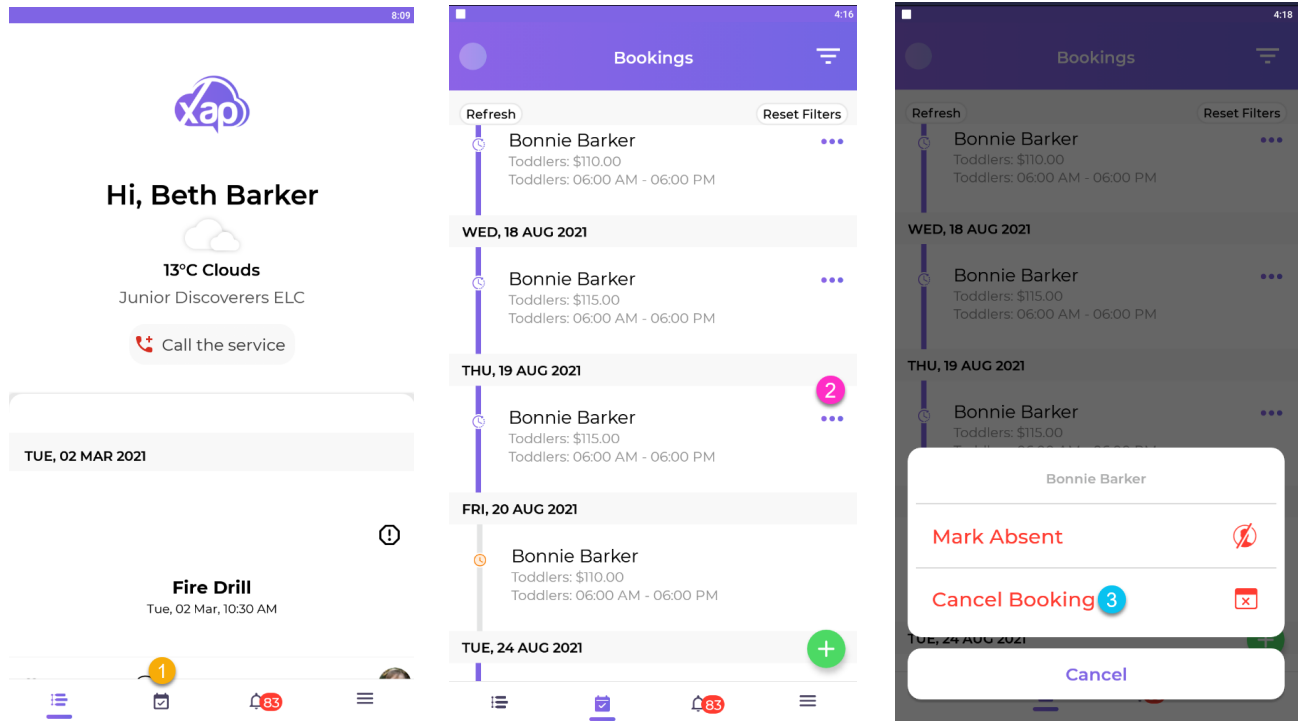 8:09
xap
Hi, Beth Barker
13°C Clouds
Junior Discoverers ELC
Call the service
TUE, 02 MAR 2021
Fire Drill
Tue, 02 Mar, 10:30 AM
1
83
4:16
Bookings
Refresh
Reset Filters
Bonnie Barker
Toddlers: $110.00
Toddlers: 06:00 AM - 06:00 PM
WED, 18 AUG 2021
Bonnie Barker
Toddlers: $115.00
Toddlers: 06:00 AM - 06:00 PM
THU, 19 AUG 2021
2
Bonnie Barker
Toddlers: $115.00
Toddlers: 06:00 AM - 06:00 PM
FRI, 20 AUG 2021
Bonnie Barker
Toddlers: $110.00
Toddlers: 06:00 AM - 06:00 PM
TUE, 24 AUG 2021
83
4:18
Bookings
Refresh
Reset Filters
Bonnie Barker
Toddlers: $110.00
Toddlers: 06:00 AM - 06:00 PM
WED, 18 AUG 2021
Bonnie Barker
Toddlers: $115.00
Toddlers: 06:00 AM - 06:00 PM
THU, 19 AUG 2021
Bonnie Barker
Toddlers: $115.00
Bonnie Barker
Mark Absent
Cancel Booking 3
TUE, 24 AUG 2021
Cancel